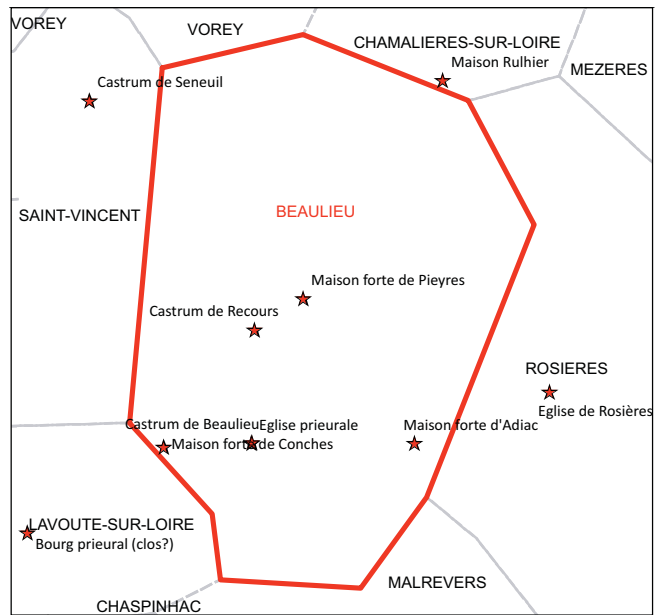 VOREY
VOREY
CHAMALIERES-SUR-LOIRE
Maison Rulhier
MEZERES
Castrum de Seneuil
SAINT-VINCENT
BEAULIEU
Maison forte de Pieyres
Castrum de Recours
ROSIERES
Eglise de Rosières
Castrum de Beaulieu
Eglise prieurale
Maison forte d'Adiac
Maison forte de Conches
LAVOUTE-SUR-LOIRE
Bourg prieural (clos?)
MALREVERS
CHASPINHAC